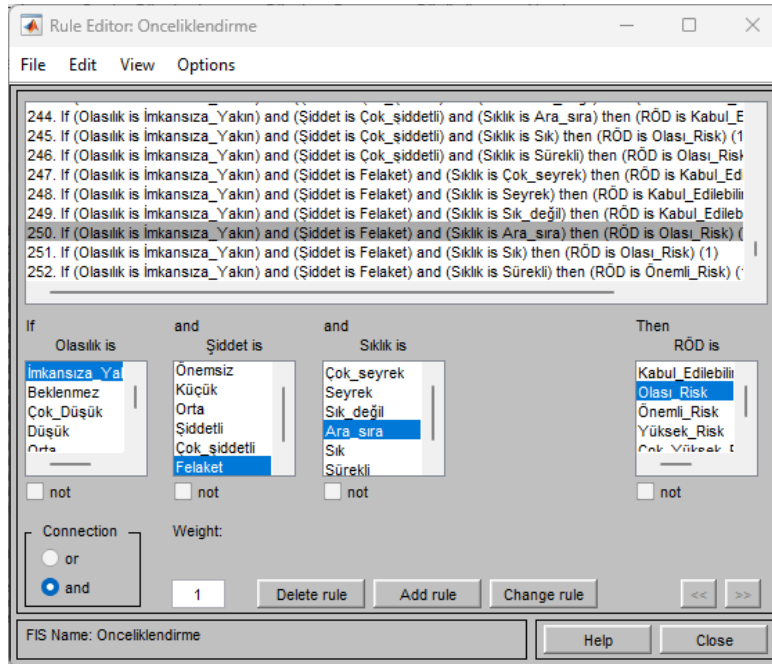 Rule Editor: Onceliklendirme
File Edit View Options
244. If (Olasılık is İmkansıza_Yakın) and (Şiddet is Çok_şiddetli) and (Sıklık is Ara_sıra) then (RÖD is Kabul_E
245. If (Olasılık is İmkansıza_Yakın) and (Şiddet is Çok_şiddetli) and (Sıklık is Sık) then (RÖD is Olası_Risk) (1
246. If (Olasılık is İmkansıza_Yakın) and (Şiddet is Çok_şiddetli) and (Sıklık is Sürekli) then (RÖD is Olası_Risk
247. If (Olasılık is İmkansıza_Yakın) and (Şiddet is Felaket) and (Sıklık is Çok_seyrek) then (RÖD is Kabul_Edi
248. If (Olasılık is İmkansıza_Yakın) and (Şiddet is Felaket) and (Sıklık is Seyrek) then (RÖD is Kabul_Edilebilir
249. If (Olasılık is İmkansıza_Yakın) and (Şiddet is Felaket) and (Sıklık is Sık_değil) then (RÖD is Kabul_Edileb
250. If (Olasılık is İmkansıza_Yakın) and (Şiddet is Felaket) and (Sıklık is Ara_sıra) then (RÖD is Olası_Risk) (
251. If (Olasılık is İmkansıza_Yakın) and (Şiddet is Felaket) and (Sıklık is Sık) then (RÖD is Olası_Risk) (1)
252. If (Olasılık is İmkansıza_Yakın) and (Şiddet is Felaket) and (Sıklık is Sürekli) then (RÖD is Önemli_Risk) (
If and and Then
Olasılık is Şiddet is Sıklık is RÖD is
İmkansıza_Yal
Beklenmez
Çok_Düşük
Düşük
Orta
Önemsiz
Küçük
Orta
Şiddetli
Çok_şiddetli
Felaket
Çok_seyrek
Seyrek
Sık_değil
Ara_sıra
Sık
Sürekli
Kabul_Edilebilir
Olası_Risk
Önemli_Risk
Yüksek_Risk
Çok_Yüksek_F
not not not not
Connection
or
and
Weight:
1
Delete rule Add rule Change rule << >>
FIS Name: Onceliklendirme
Help Close